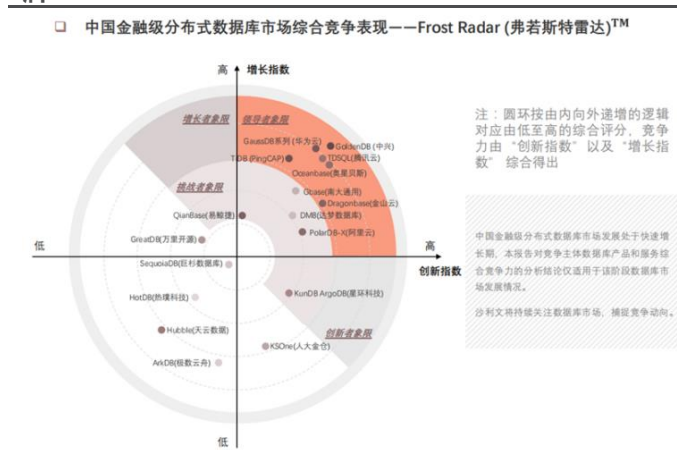 中国金融级分布式数据库市场综合竞争表现——Frost Radar (弗若斯特雷达)™
高
增长指数
增长者象限
领导者象限
GaussDB系列 (华为云)
GoldenDB (中兴)
TiDB (PingCAP)
TDSQL(腾讯云)
Oceanbase(奥星贝斯)
挑战者象限
Gbase(南大通用)
Dragonbase(金山云)
QianBase(易鲸捷)
DMB(达梦数据库)
PolarDB-X(阿里云)
GreatDB(万里开源)
低
高
创新指数
SequoiaDB(巨杉数据库)
HotDB(热璞科技)
KunDB ArgoDB(星环科技)
Hubble(天云数据)
创新者象限
KSOne(人大金仓)
ArkDB(极数云舟)
低
注：圆环按由内向外递增的逻辑
对应由低至高的综合评分，竞争
力由“创新指数”以及“增长指
数” 综合得出
中国金融级分布式数据库市场发展处于快速增
长期，本报告对竞争主体数据库产品和服务综
合竞争力的分析结论仅适用于该阶段数据库市
场发展情况。
沙利文将持续关注数据库市场，捕捉竞争动向。